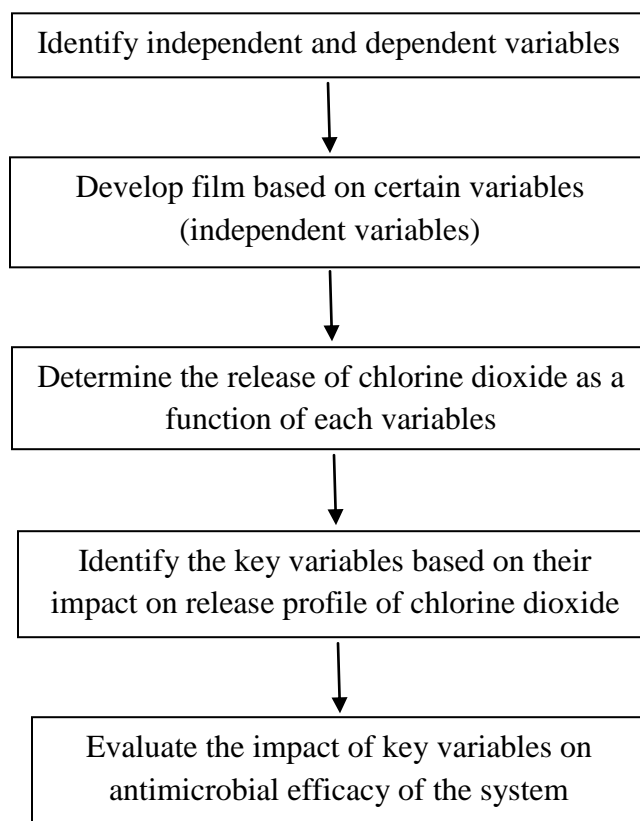 Identify independent and dependent variables
Develop film based on certain variables
(independent variables)
Determine the release of chlorine dioxide as a
function of each variables
Identify the key variables based on their
impact on release profile of chlorine dioxide
Evaluate the impact of key variables on
antimicrobial efficacy of the system